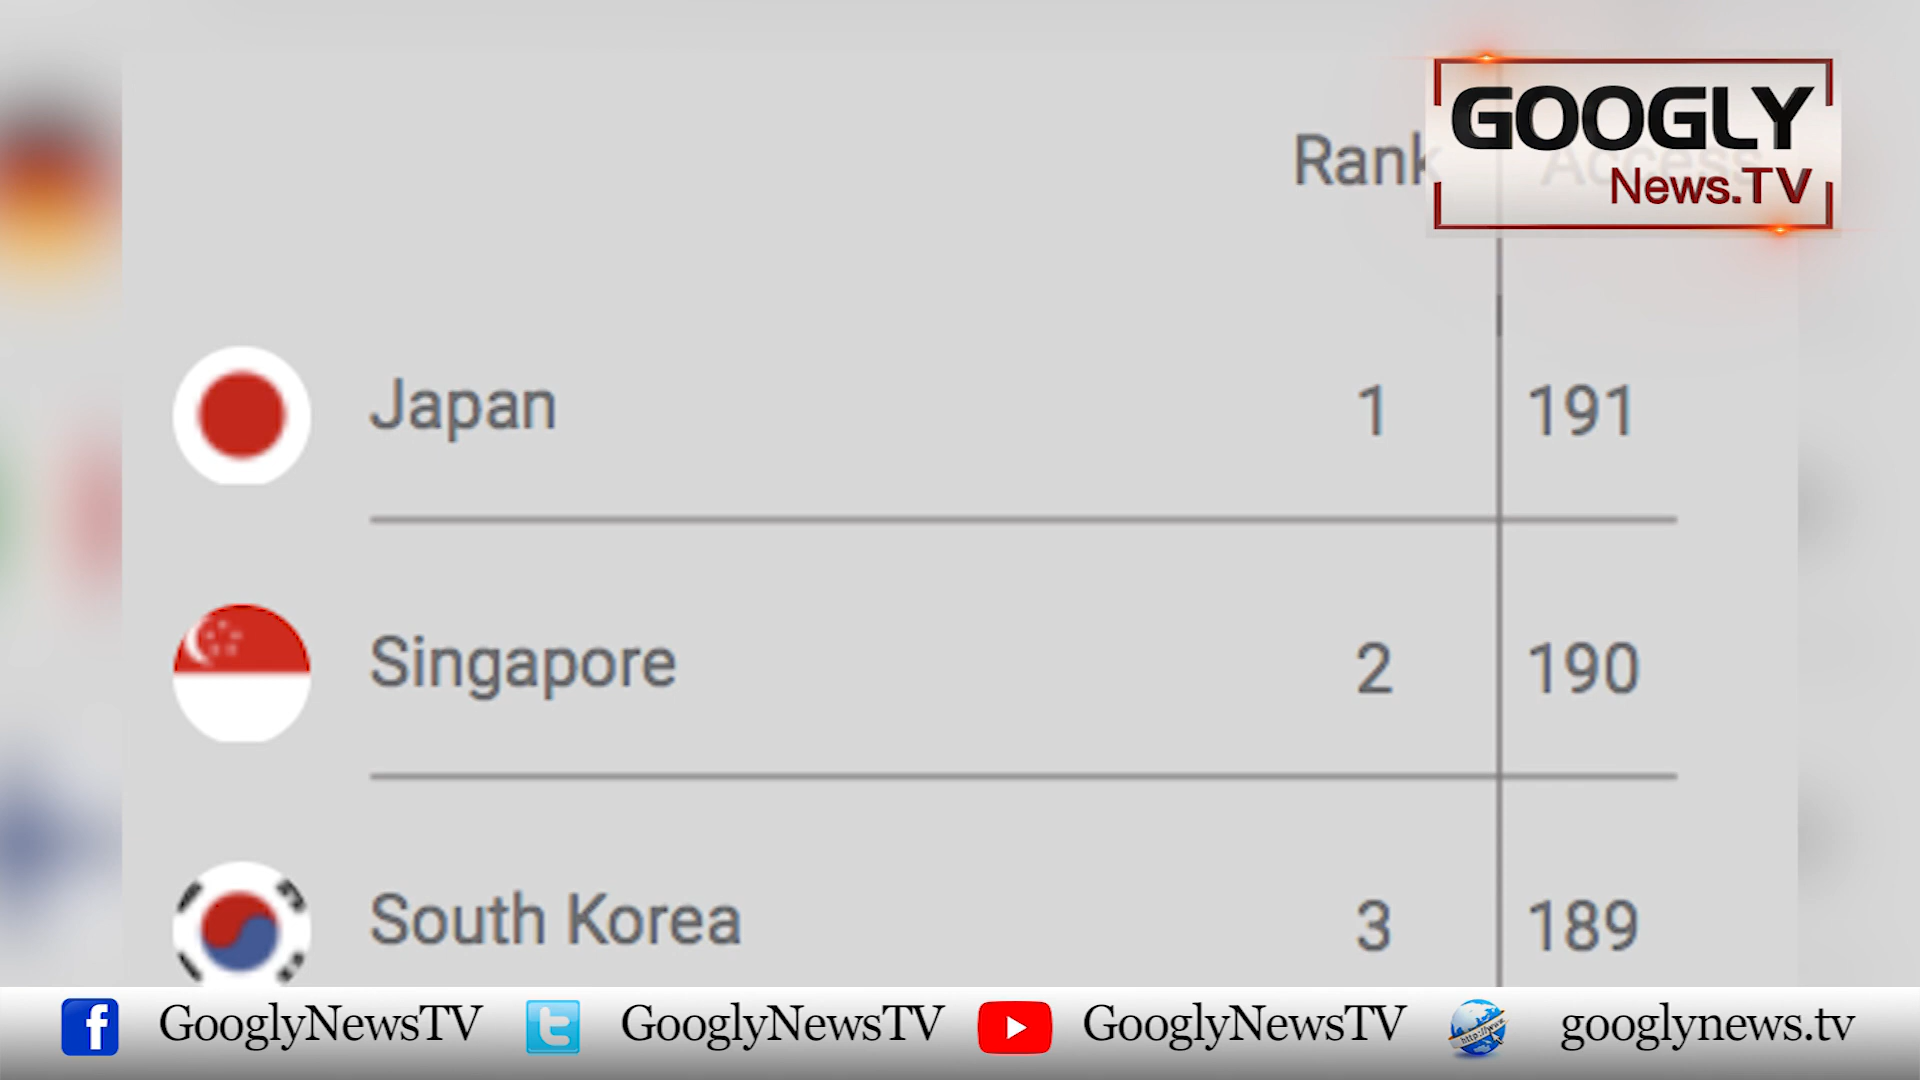 GOOGLY
News.TV
Rank Access
Japan 1 191
Singapore 2 190
South Korea 3 189
GooglyNewsTV GooglyNewsTV GooglyNewsTV googlynews.tv